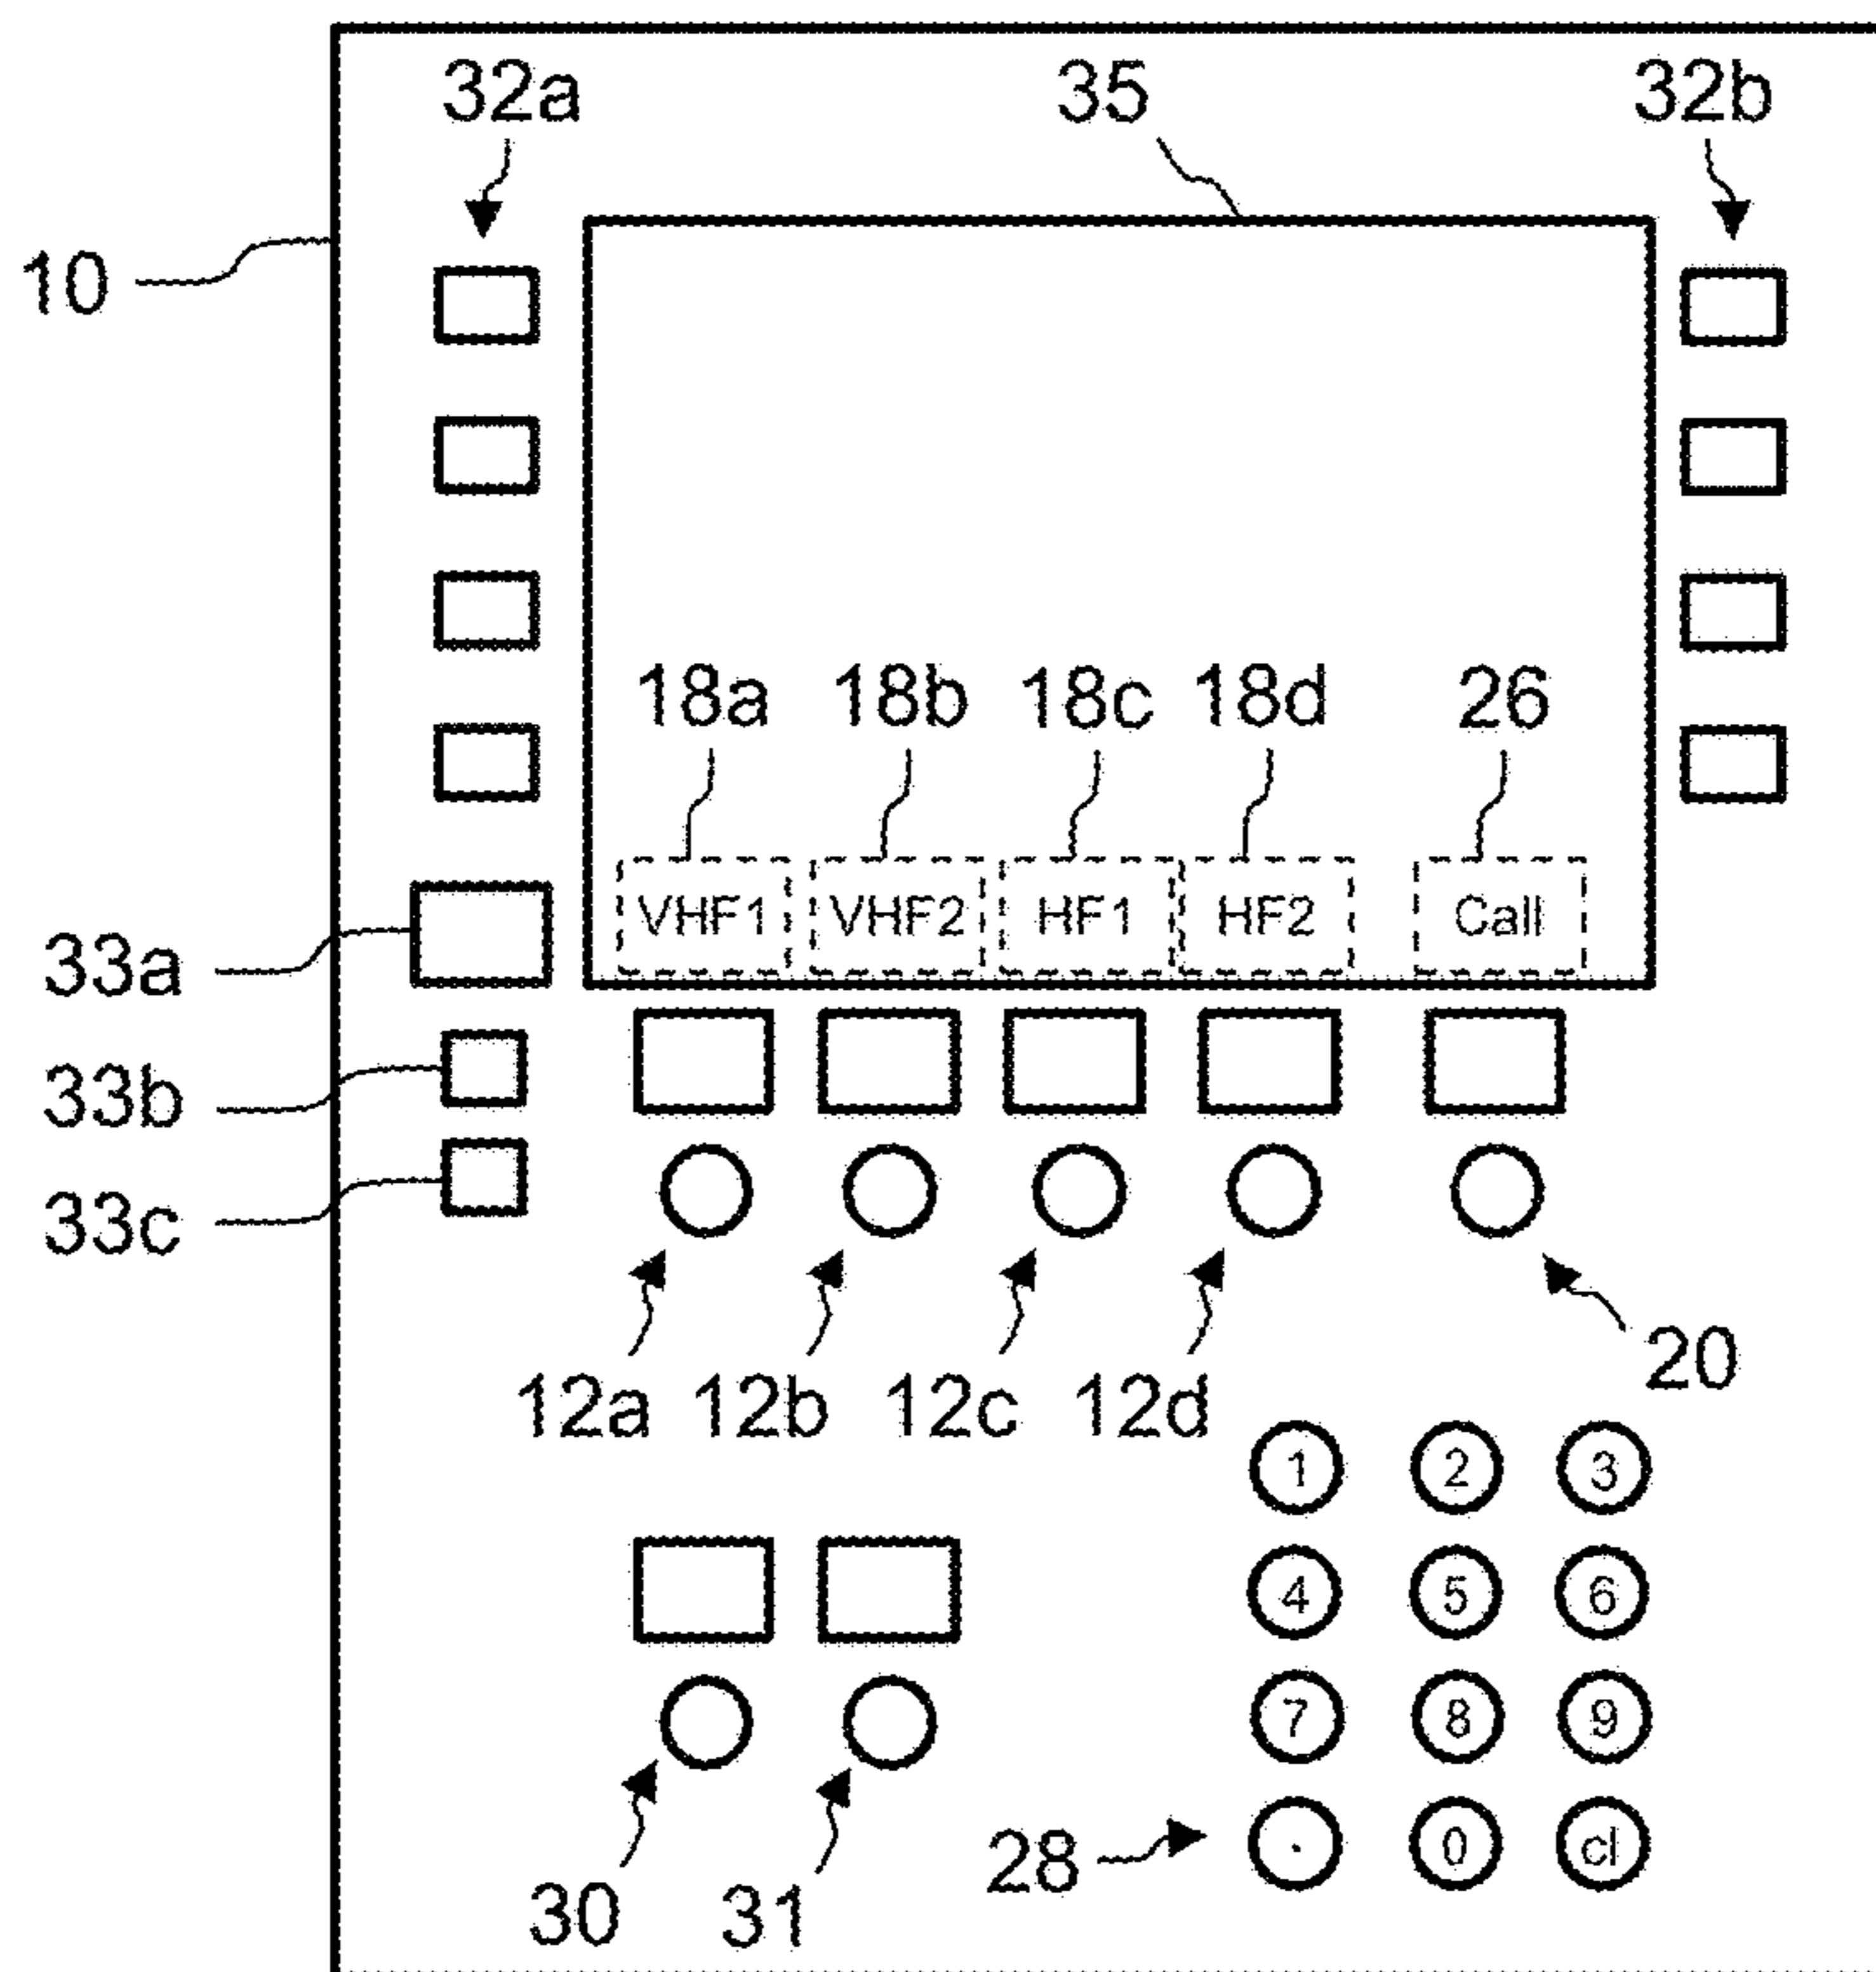 32a 35 32b
10
18a 18b 18c 18d 26
VHF1 VHF2 HF1 HF2 Call
33a
33b
33c
12a 12b 12c 12d 20
1 2 3
4 5 6
7 8 9
28 . 0 cl
30 31